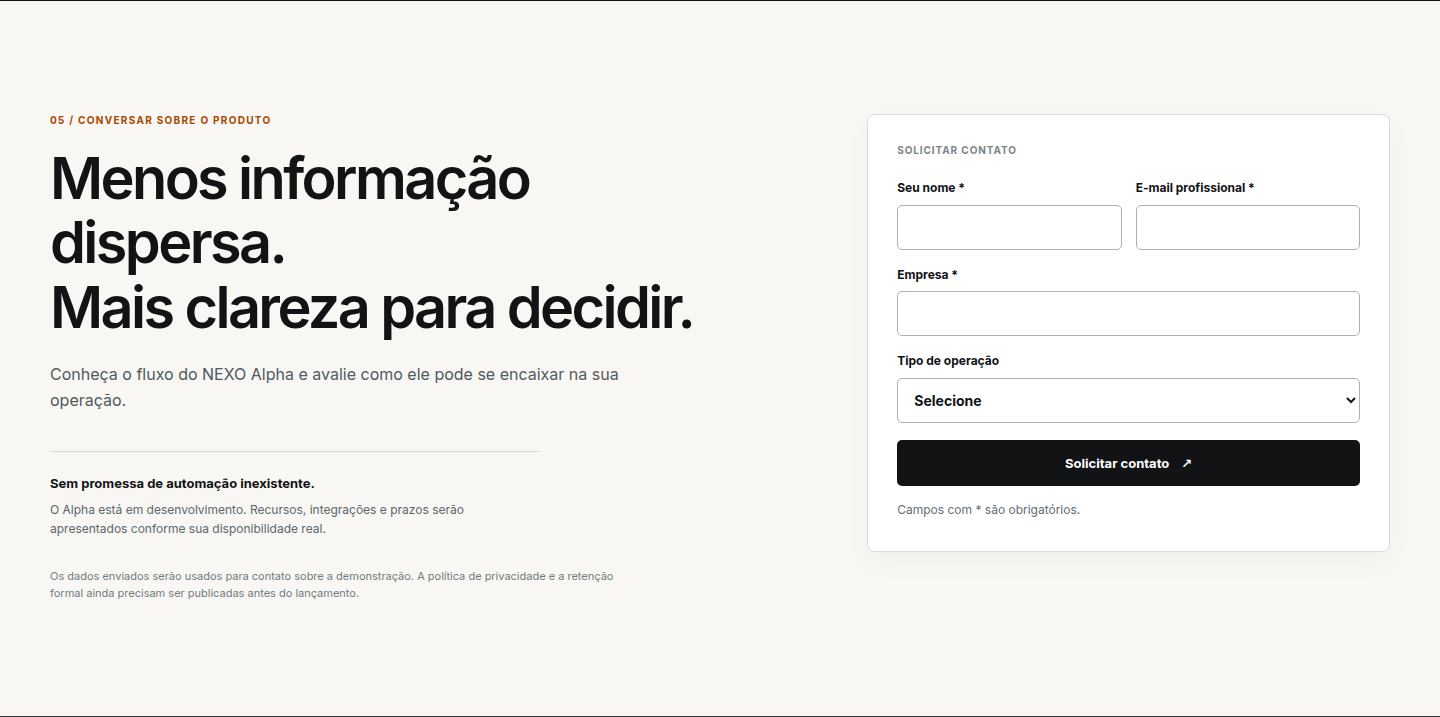 05 / CONVERSAR SOBRE O PRODUTO
Menos informação
dispersa.
Mais clareza para decidir.
Conheça o fluxo do NEXO Alpha e avalie como ele pode se encaixar na sua
operação.
Sem promessa de automação inexistente.
O Alpha está em desenvolvimento. Recursos, integrações e prazos serão
apresentados conforme sua disponibilidade real.
Os dados enviados serão usados para contato sobre a demonstração. A política de privacidade e a retenção
formal ainda precisam ser publicadas antes do lançamento.
SOLICITAR CONTATO
Seu nome *
E-mail profissional *
Empresa *
Tipo de operação
Selecione
Solicitar contato ↗
Campos com * são obrigatórios.